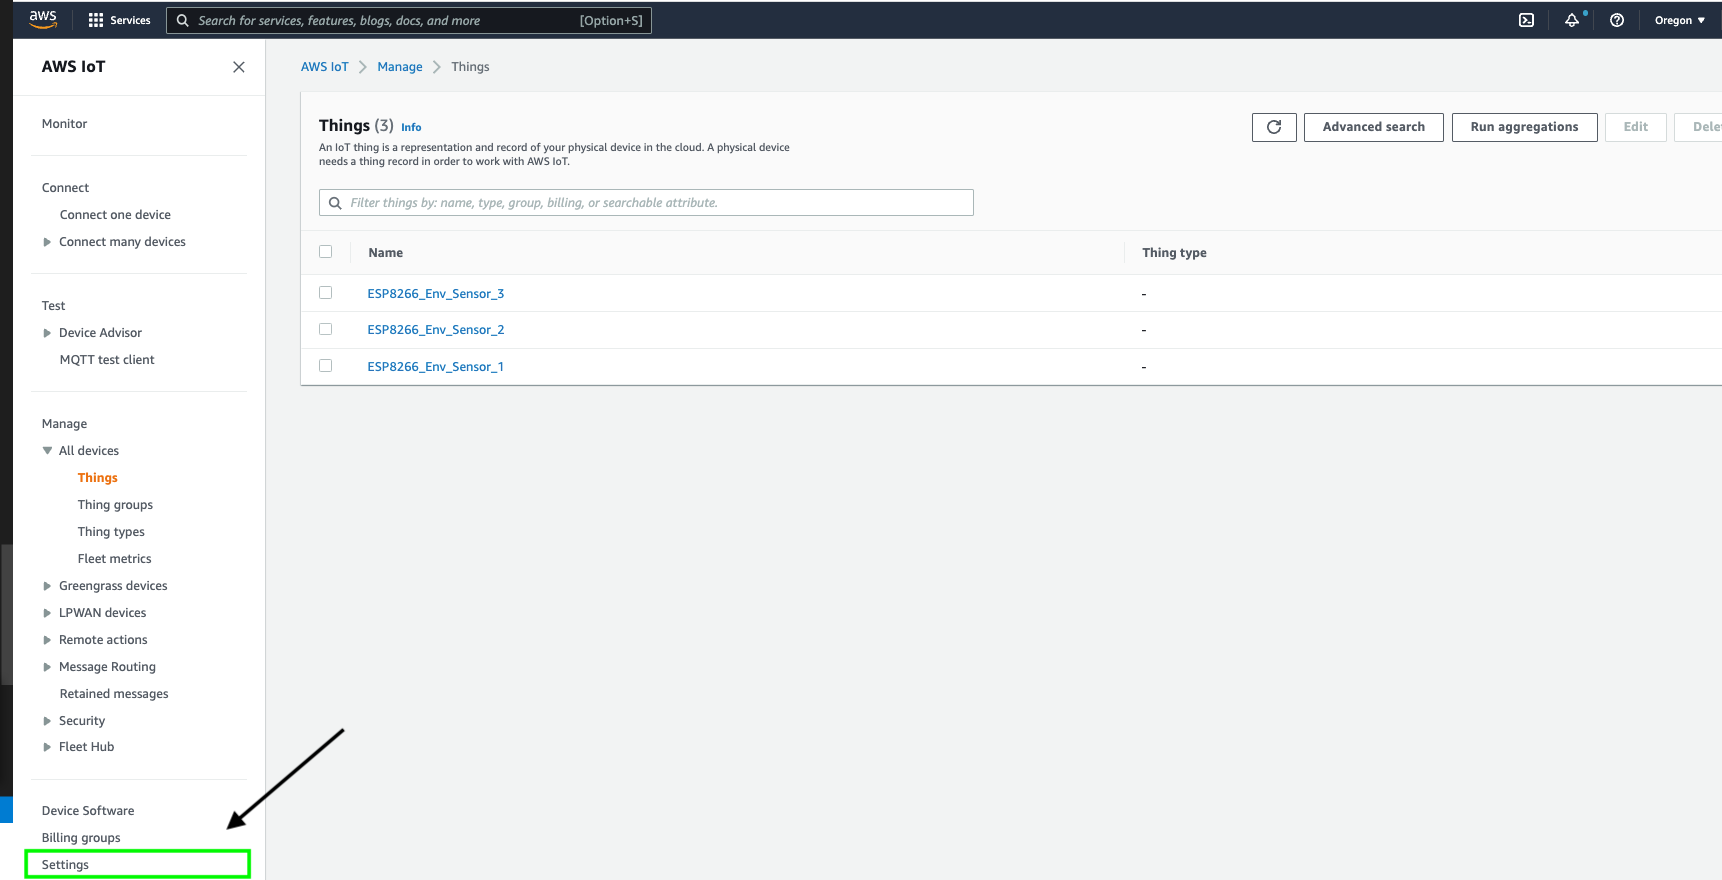 aws
Services
Search for services, features, blogs, docs, and more
[Option+S]
Oregon
AWS IoT
Monitor
Connect
Connect one device
Connect many devices
Test
Device Advisor
MQTT test client
Manage
All devices
Things
Thing groups
Thing types
Fleet metrics
Greengrass devices
LPWAN devices
Remote actions
Message Routing
Retained messages
Security
Fleet Hub
Device Software
Billing groups
Settings
AWS IoT > Manage > Things
Things (3) Info
An IoT thing is a representation and record of your physical device in the cloud. A physical device
needs a thing record in order to work with AWS IoT.
Advanced search
Run aggregations
Edit
Dele
Filter things by: name, type, group, billing, or searchable attribute.
Name Thing type
ESP8266_Env_Sensor_3 -
ESP8266_Env_Sensor_2 -
ESP8266_Env_Sensor_1 -